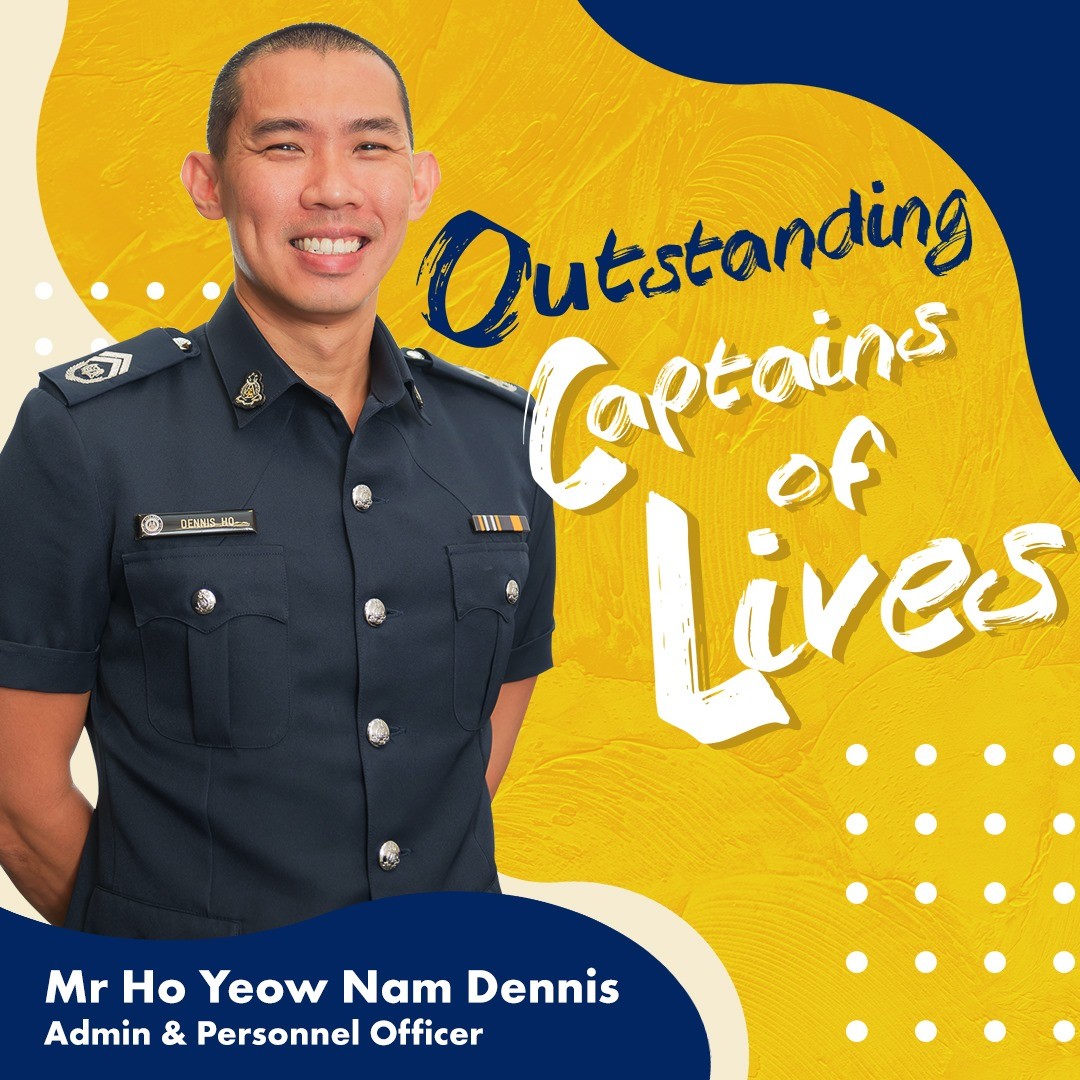 Outstanding
Captains
of
Lives
DENNIS HO
Mr Ho Yeow Nam Dennis
Admin & Personnel Officer